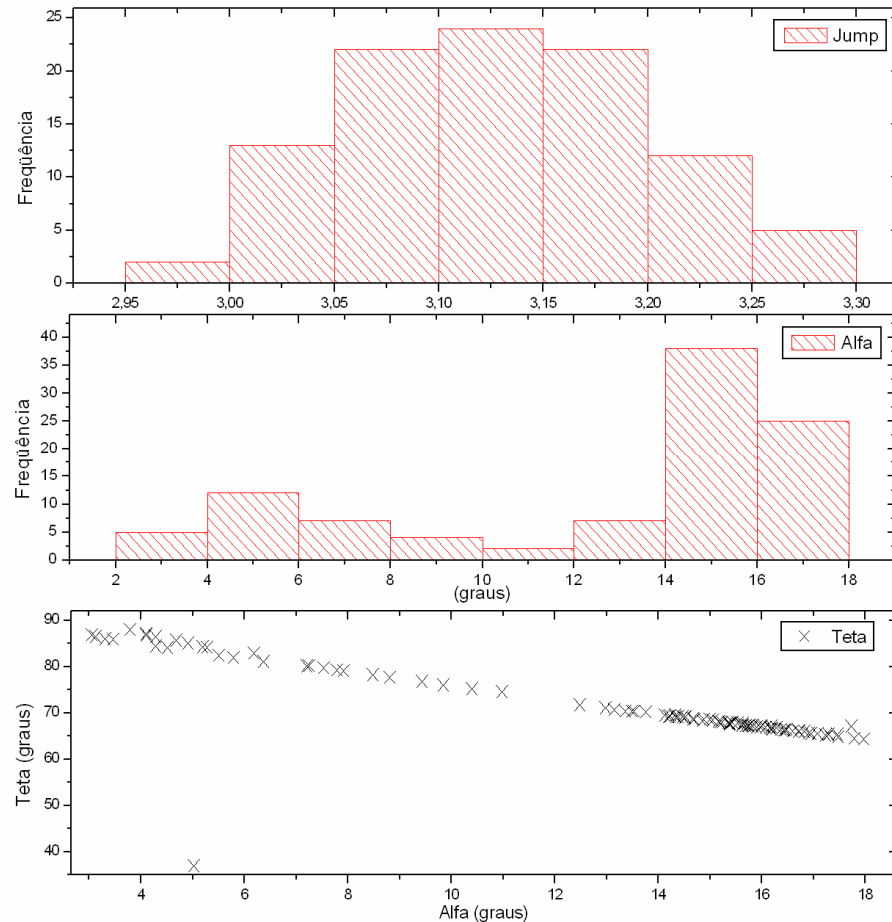 Jump
Freqüência
25
20
15
10
5
0
2,95 3,00 3,05 3,10 3,15 3,20 3,25 3,30
Alfa
Freqüência
40
35
30
25
20
15
10
5
0
2 4 6 8 10 12 14 16 18
(graus)
Teta
Teta (graus)
90
80
70
60
50
40
4 6 8 10 12 14 16 18
Alfa (graus)